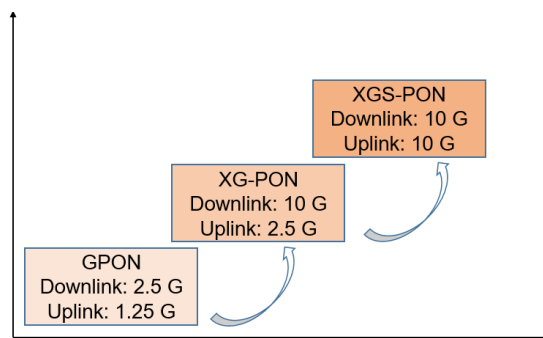 XGS-PON
Downlink: 10 G
Uplink: 10 G
XG-PON
Downlink: 10 G
Uplink: 2.5 G
GPON
Downlink: 2.5 G
Uplink: 1.25 G